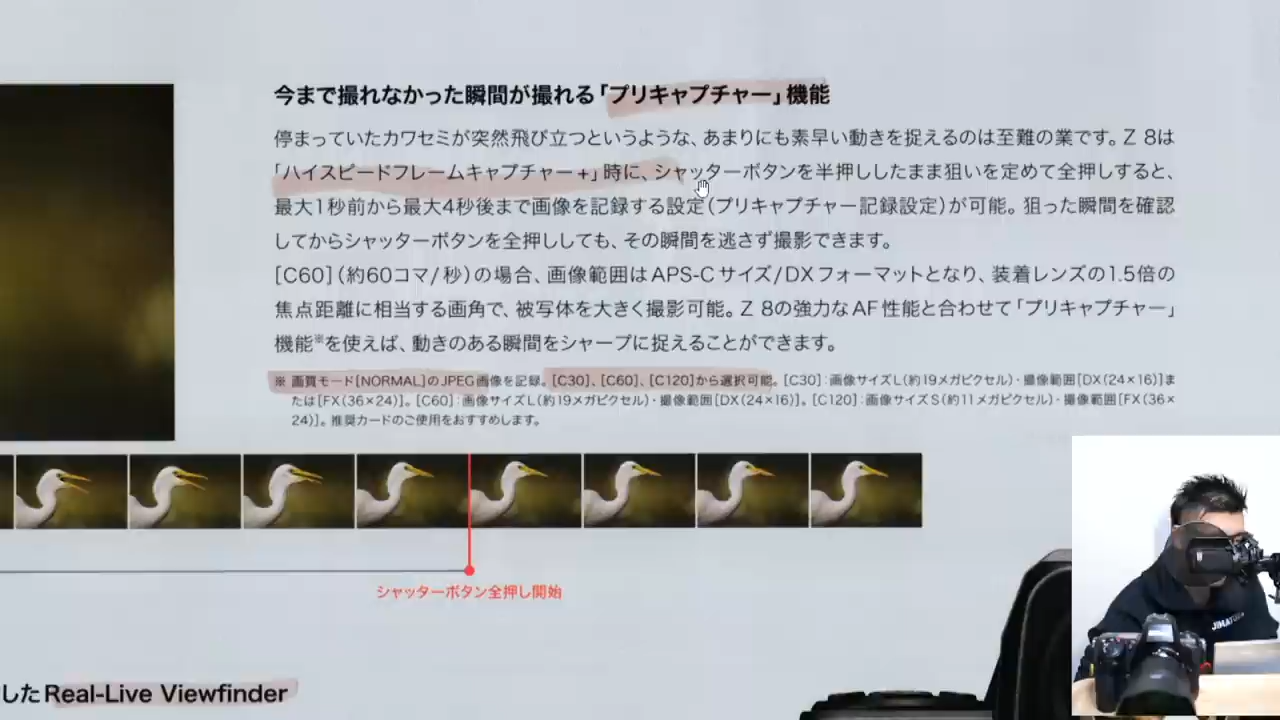 今まで撮れなかった瞬間が撮れる「プリキャプチャー」機能
停まっていたカワセミが突然飛び立つというような、あまりにも素早い動きを捉えるのは至難の業です。Z 8は
「ハイスピードフレームキャプチャー+」時に、シャッターボタンを半押ししたまま狙いを定めて全押しすると、
最大1秒前から最大4秒後まで画像を記録する設定(プリキャプチャー記録設定)が可能。狙った瞬間を確認
してからシャッターボタンを全押ししても、その瞬間を逃さず撮影できます。
[C60](約60コマ/秒)の場合、画像範囲はAPS-Cサイズ/DXフォーマットとなり、装着レンズの1.5倍の
焦点距離に相当する画角で、被写体を大きく撮影可能。Z 8の強力なAF性能と合わせて「プリキャプチャー」
機能※を使えば、動きのある瞬間をシャープに捉えることができます。
※ 画質モード[NORMAL]のJPEG画像を記録。[C30]、[C60]、[C120]から選択可能。[C30]:画像サイズL(約19メガピクセル)・撮像範囲[DX(24×16)]ま
たは[FX(36×24)]。[C60]:画像サイズL(約19メガピクセル)・撮像範囲[DX(24×16)]。[C120]:画像サイズS(約11メガピクセル)・撮像範囲[FX(36×
24)]。推奨カードのご使用をおすすめします。
シャッターボタン全押し開始
したReal-Live Viewfinder